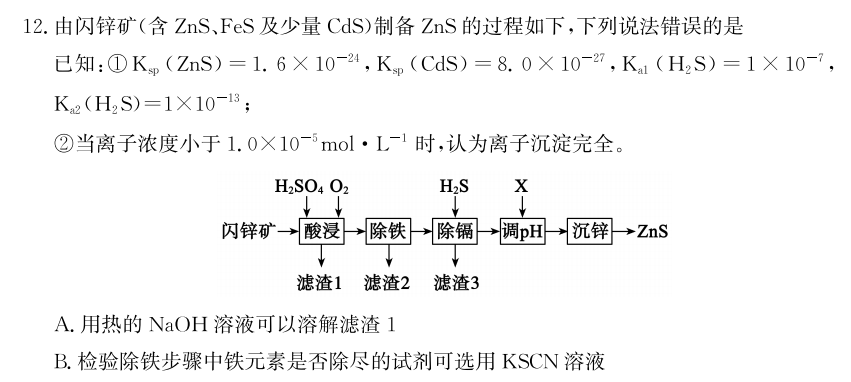 12. 由闪锌矿(含 ZnS、FeS 及少量 CdS)制备 ZnS 的过程如下,下列说法错误的是
已知:① Ksp (ZnS) = 1. 6 × 10⁻²⁴ , Ksp (CdS) = 8. 0 × 10⁻²⁷ , Ka1 (H₂S) = 1 × 10⁻⁷ ,
Ka2 (H₂S)=1×10⁻¹³ ;
②当离子浓度小于 1. 0×10⁻⁵ mol · L⁻¹ 时,认为离子沉淀完全。
H₂SO₄ O₂ H₂S X
闪锌矿→酸浸→除铁→除镉→调pH→沉锌→ZnS
滤渣1 滤渣2 滤渣3
A. 用热的 NaOH 溶液可以溶解滤渣 1
B. 检验除铁步骤中铁元素是否除尽的试剂可选用 KSCN 溶液